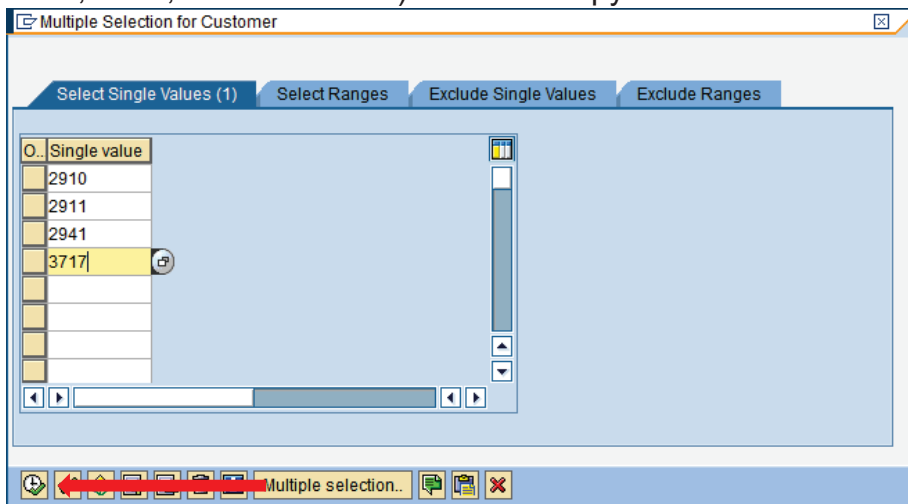 Multiple Selection for Customer
Select Single Values (1) Select Ranges Exclude Single Values Exclude Ranges
O.. Single value
2910
2911
2941
3717
Multiple selection..